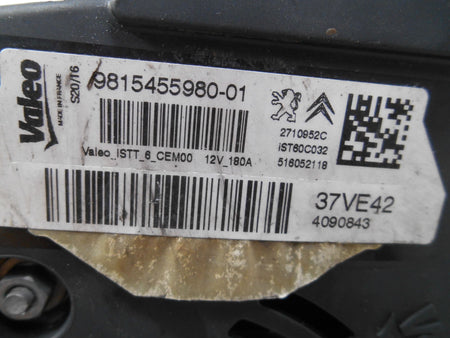 Valeo
MADE IN FRANCE
S20/16
9815455980-01
2710952C
Valeo_iSTT_6_CEM00 12V_180A
iST60C032
516052118
37VE42
4090843